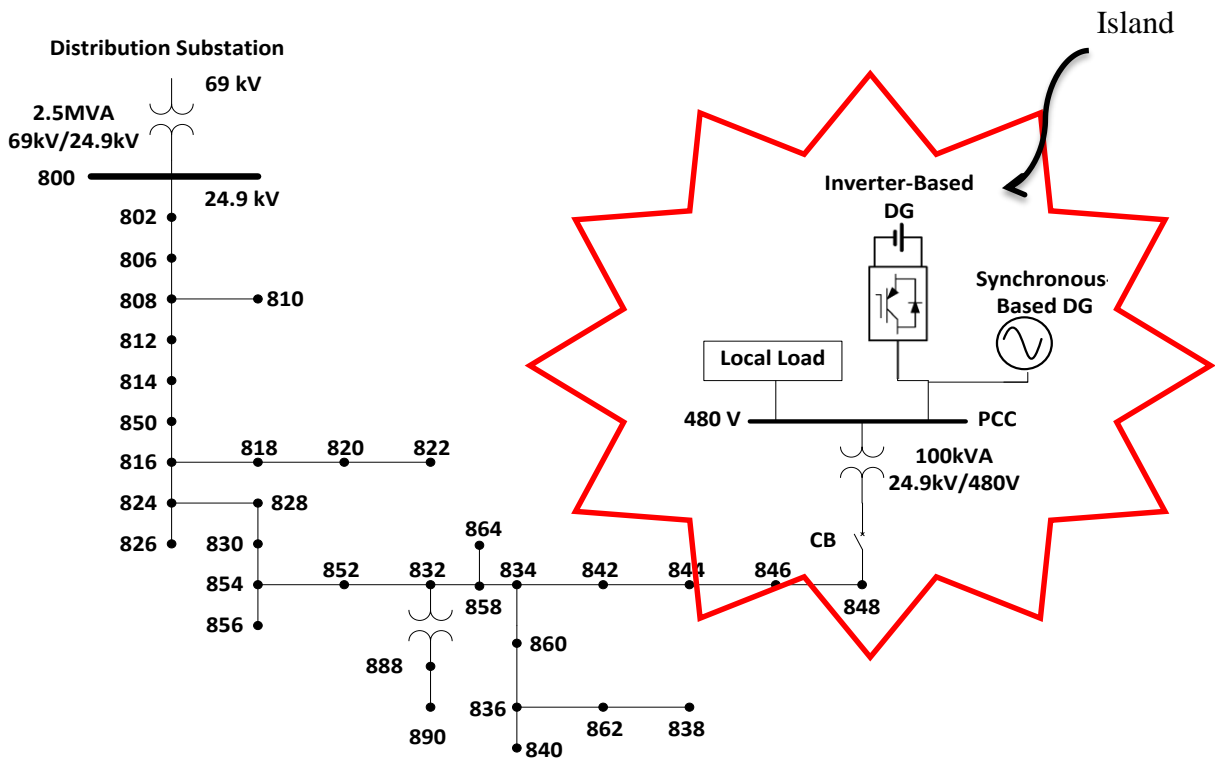 Island
Distribution Substation
69 kV
2.5MVA
69kV/24.9kV
800
24.9 kV
802
806
808
810
812
814
850
816
818
820
822
824
828
826
830
864
854
852
832
858
834
842
844
846
848
856
888
860
890
836
862
838
840
Inverter-Based
DG
Synchronous-
Based DG
Local Load
480 V
PCC
100kVA
24.9kV/480V
CB